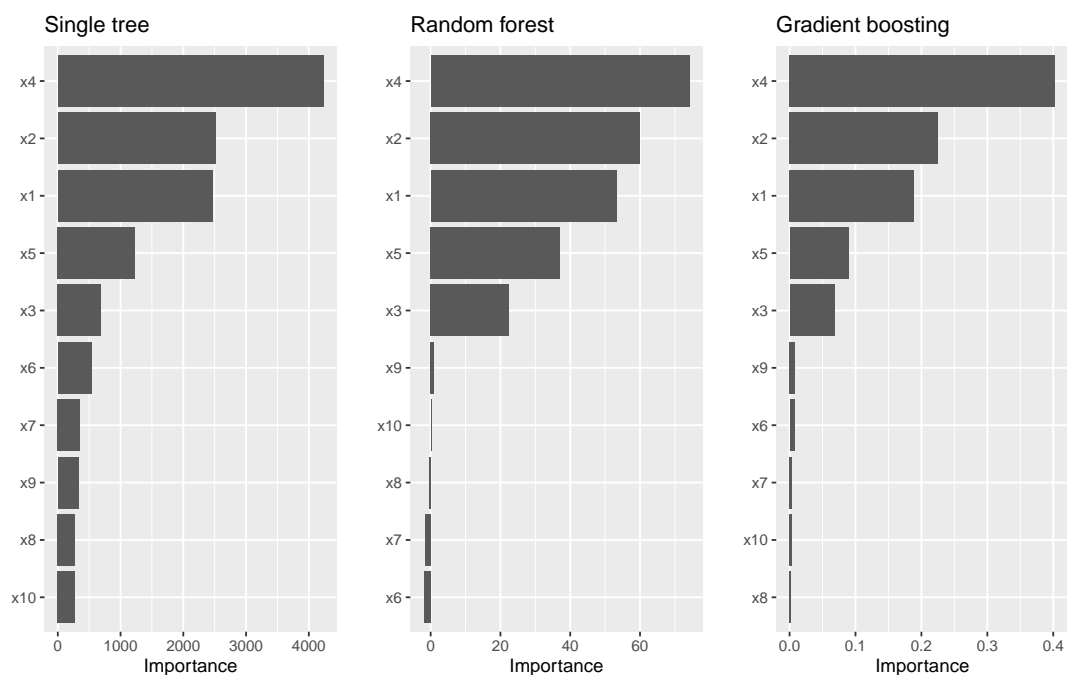 Single tree
x4
x2
x1
x5
x3
x6
x7
x9
x8
x10
0 1000 2000 3000 4000
Importance
Random forest
x4
x2
x1
x5
x3
x9
x10
x8
x7
x6
0 20 40 60
Importance
Gradient boosting
x4
x2
x1
x5
x3
x9
x6
x7
x10
x8
0.0 0.1 0.2 0.3 0.4
Importance